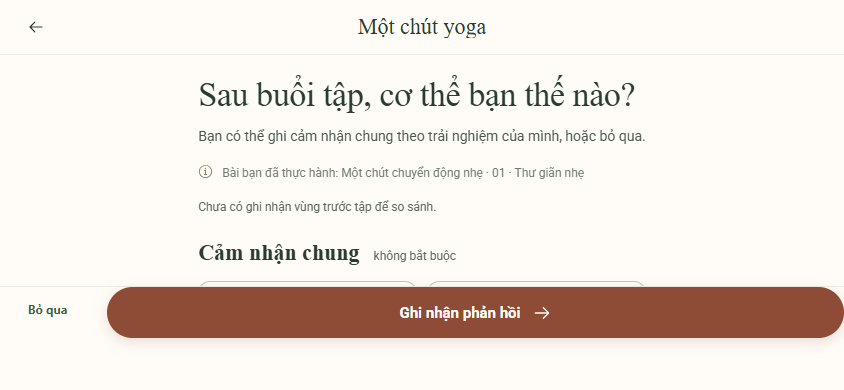 Một chút yoga
Sau buổi tập, cơ thể bạn thế nào?
Bạn có thể ghi cảm nhận chung theo trải nghiệm của mình, hoặc bỏ qua.
Bài bạn đã thực hành: Một chút chuyển động nhẹ · 01 · Thư giãn nhẹ
Chưa có ghi nhận vùng trước tập để so sánh.
Cảm nhận chung không bắt buộc
Bỏ qua
Ghi nhận phản hồi